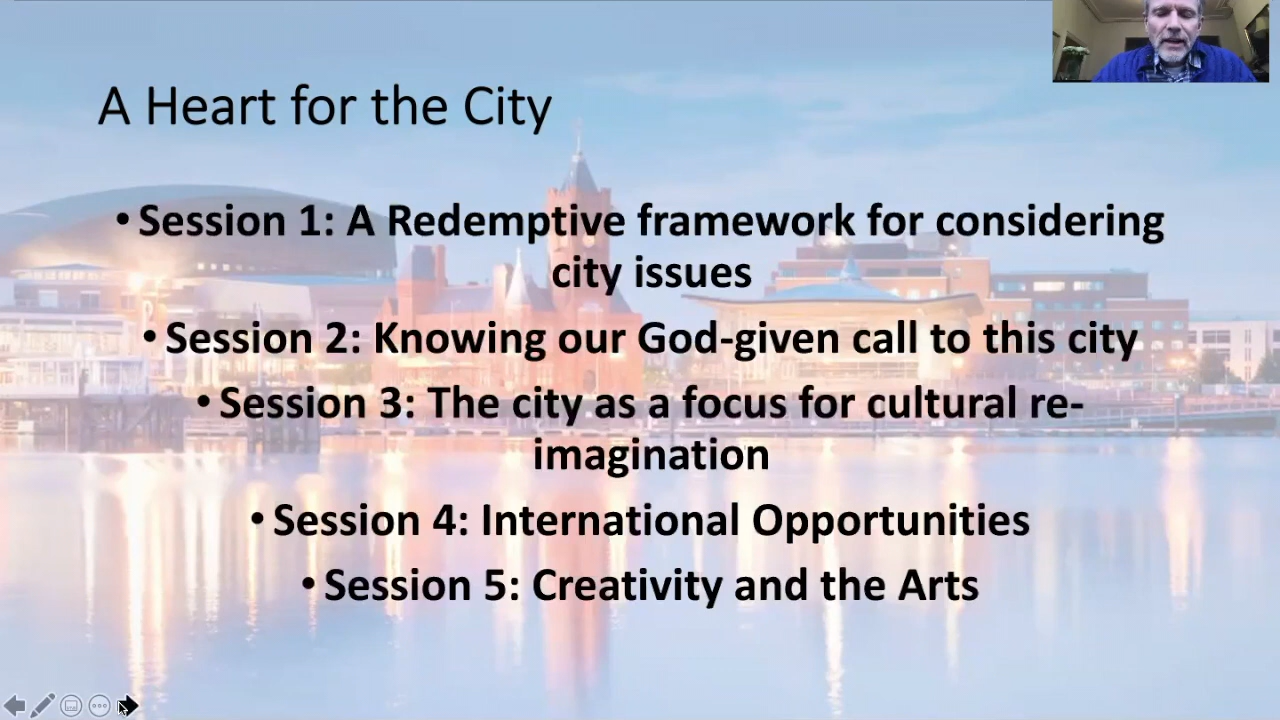 A Heart for the City
• Session 1: A Redemptive framework for considering
city issues
• Session 2: Knowing our God-given call to this city
• Session 3: The city as a focus for cultural re-
imagination
• Session 4: International Opportunities
• Session 5: Creativity and the Arts